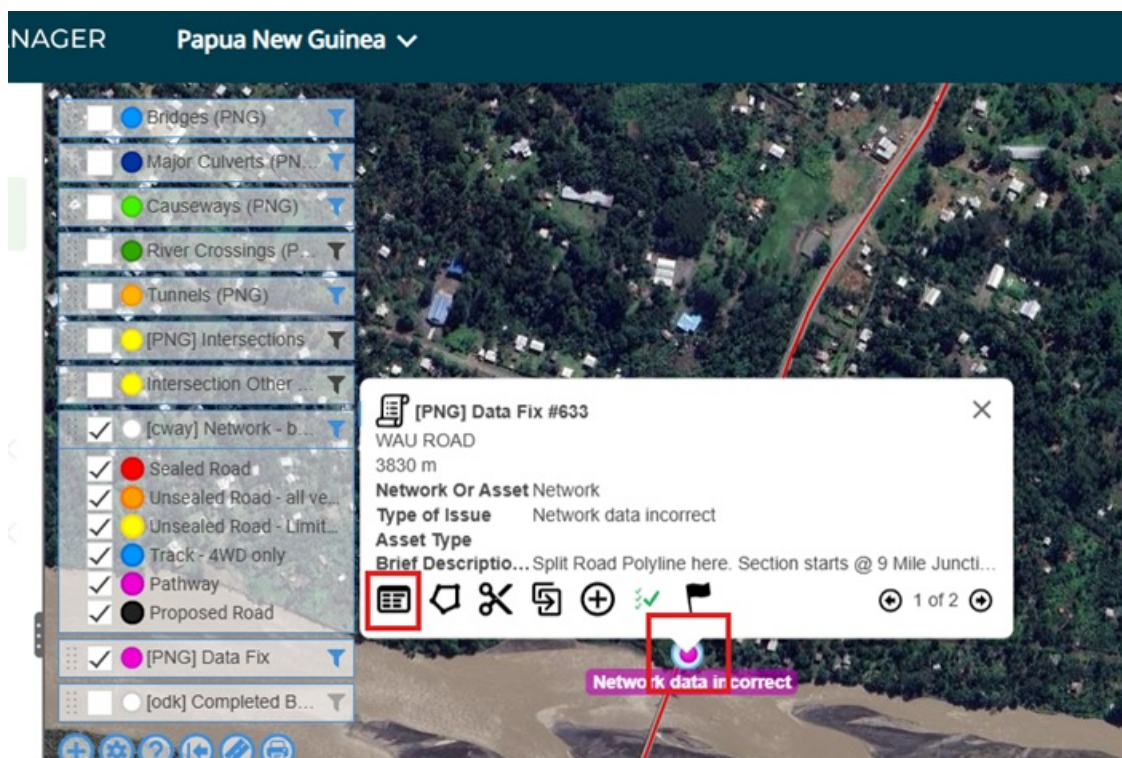 NAGER Papua New Guinea
Bridges (PNG)
Major Culverts (PN...
Causeways (PNG)
River Crossings (P...
Tunnels (PNG)
[PNG] Intersections
Intersection Other ...
[cway] Network - b...
Sealed Road
Unsealed Road - all ve...
Unsealed Road - Limit...
Track - 4WD only
Pathway
Proposed Road
[PNG] Data Fix
[odk] Completed B...
[PNG] Data Fix #633
WAU ROAD
3830 m
Network Or Asset Network
Type of Issue Network data incorrect
Asset Type
Brief Descriptio... Split Road Polyline here. Section starts @ 9 Mile Juncti...
1 of 2
Network data incorrect